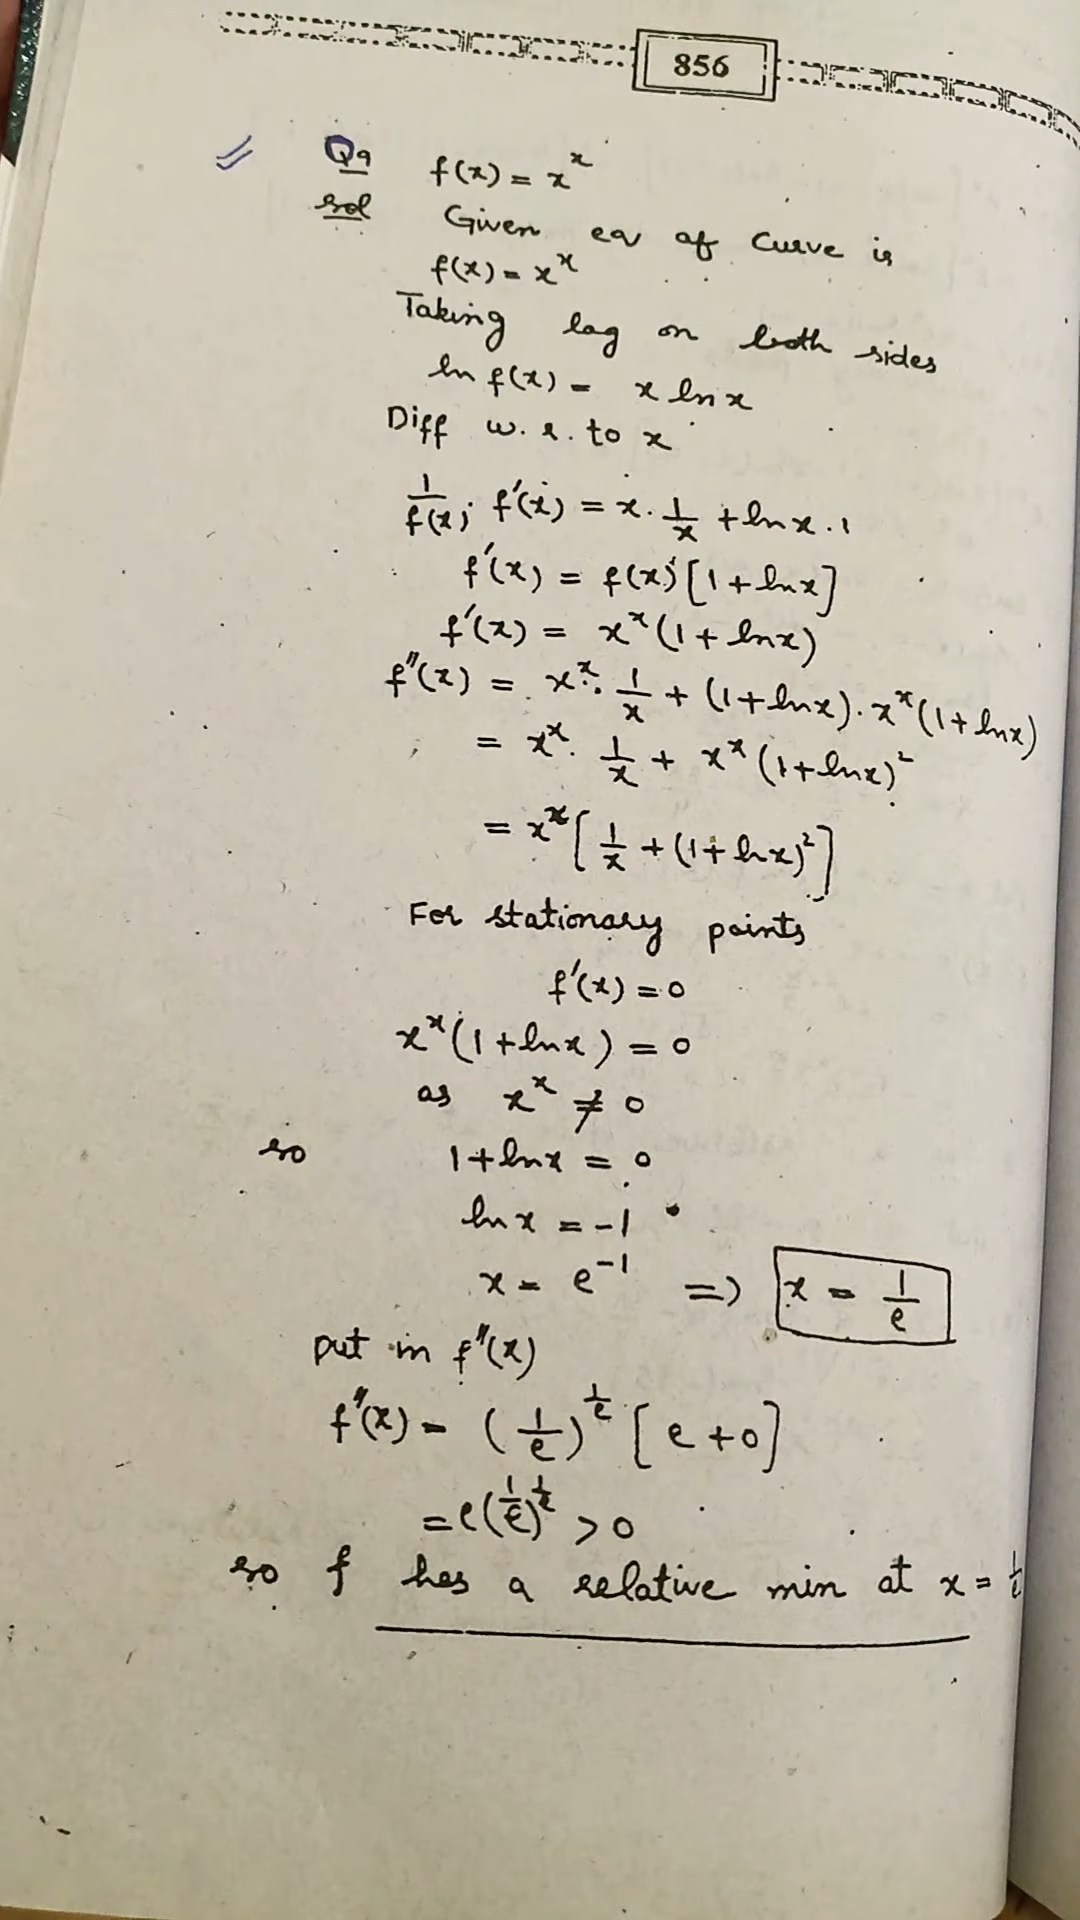 856
Q9 f(x) = x^x
Sol Given eq of curve is
f(x) = x^x
Taking log on both sides
ln f(x) = x ln x
Diff w.r.to x
1/f(x) . f'(x) = x . 1/x + ln x . 1
f'(x) = f(x) [1 + ln x]
f'(x) = x^x (1 + ln x)
f''(x) = x^x . 1/x + (1 + ln x) . x^x (1 + ln x)
= x^x . 1/x + x^x (1 + ln x)^2
= x^x [1/x + (1 + ln x)^2]
For stationary points
f'(x) = 0
x^x (1 + ln x) = 0
as x^x ≠ 0
so 1 + ln x = 0
ln x = -1
x = e^-1 => x = 1/e
put in f''(x)
f''(x) = (1/e)^1/e [e + 0]
= e(1/e)^1/e > 0
so f has a relative min at x = 1/e